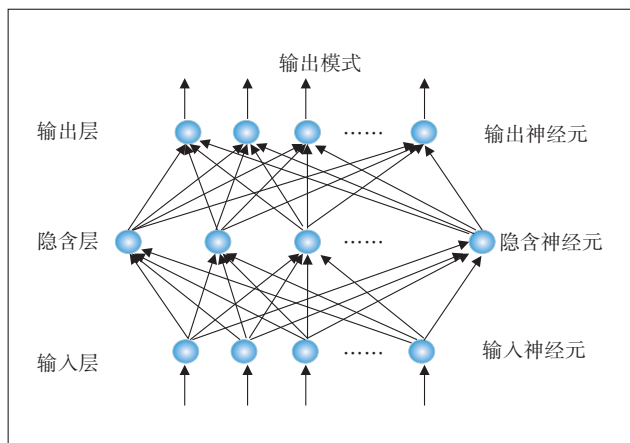 输出模式
输出层 …… 输出神经元
隐含层 …… 隐含神经元
输入层 …… 输入神经元